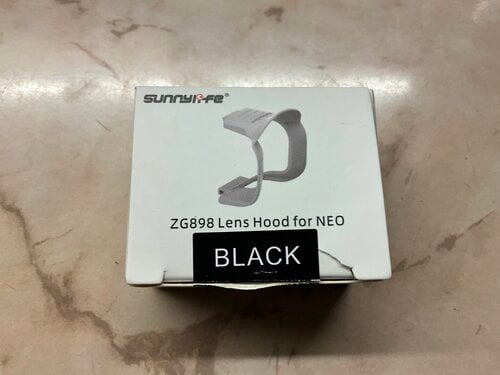 sunnylife®
ZG898 Lens Hood for NEO
BLACK